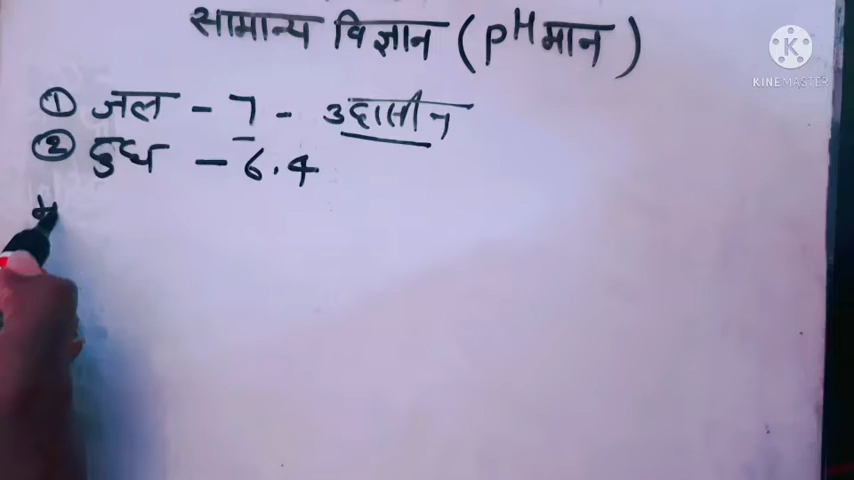 सामान्य विज्ञान (pH मान)
KINEMASTER
① जल - 7 - उदासीन
② दुध - 6.4